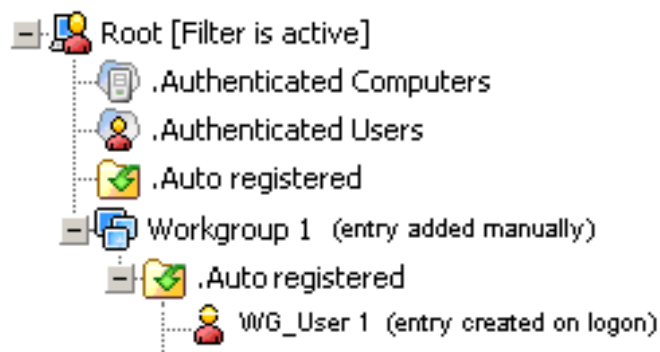 Root [Filter is active]
.Authenticated Computers
.Authenticated Users
.Auto registered
Workgroup 1 (entry added manually)
.Auto registered
WG_User 1 (entry created on logon)